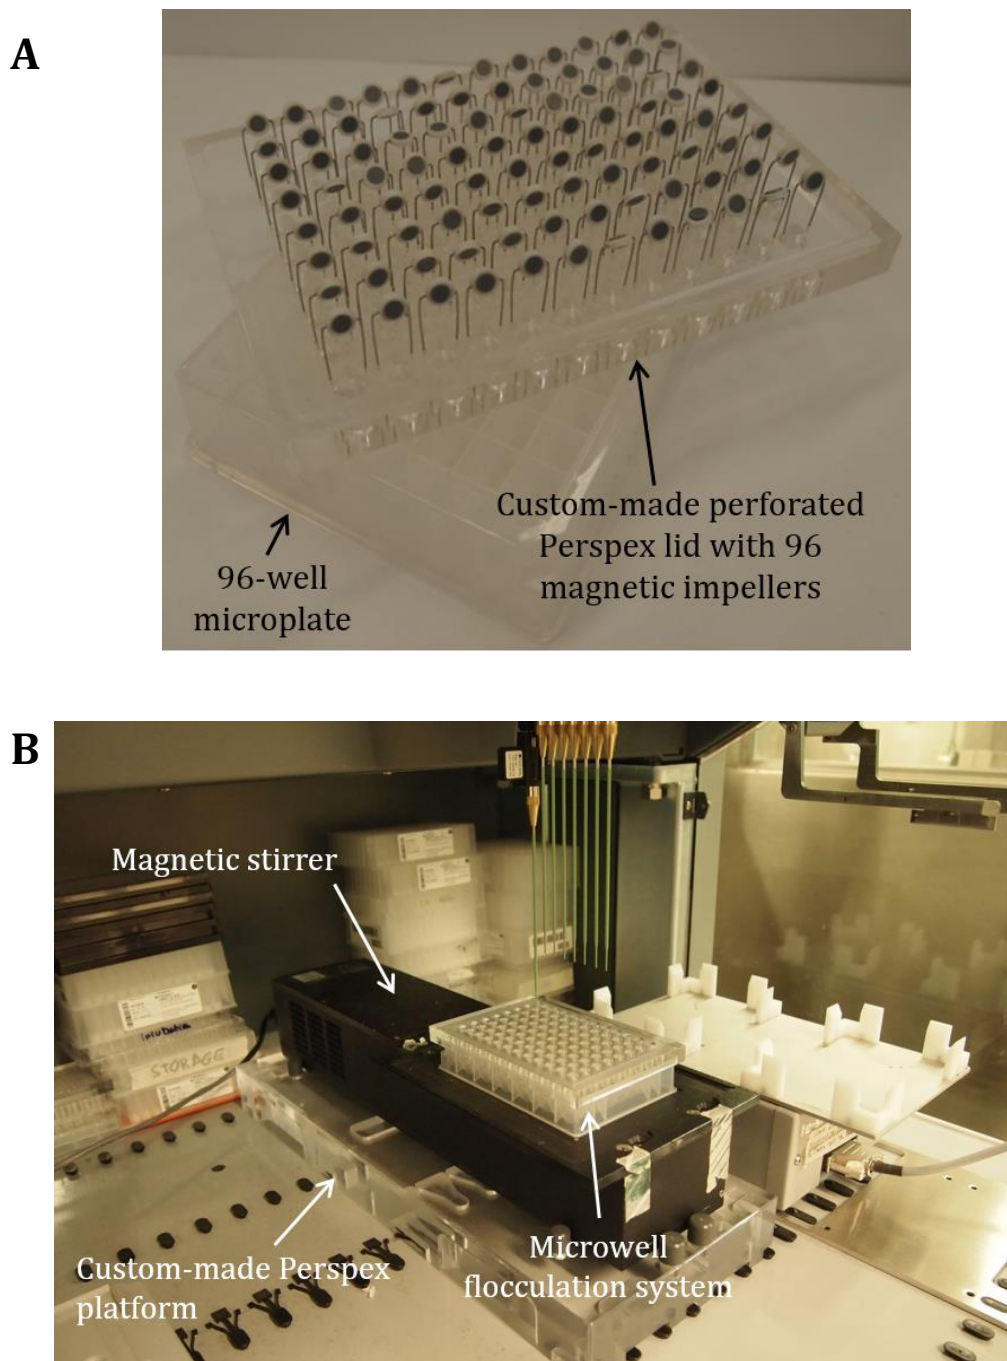 A
Custom-made perforated
Perspex lid with 96
magnetic impellers
96-well
microplate
B
Magnetic stirrer
STORAGE
Custom-made Perspex
platform
Microwell
flocculation system